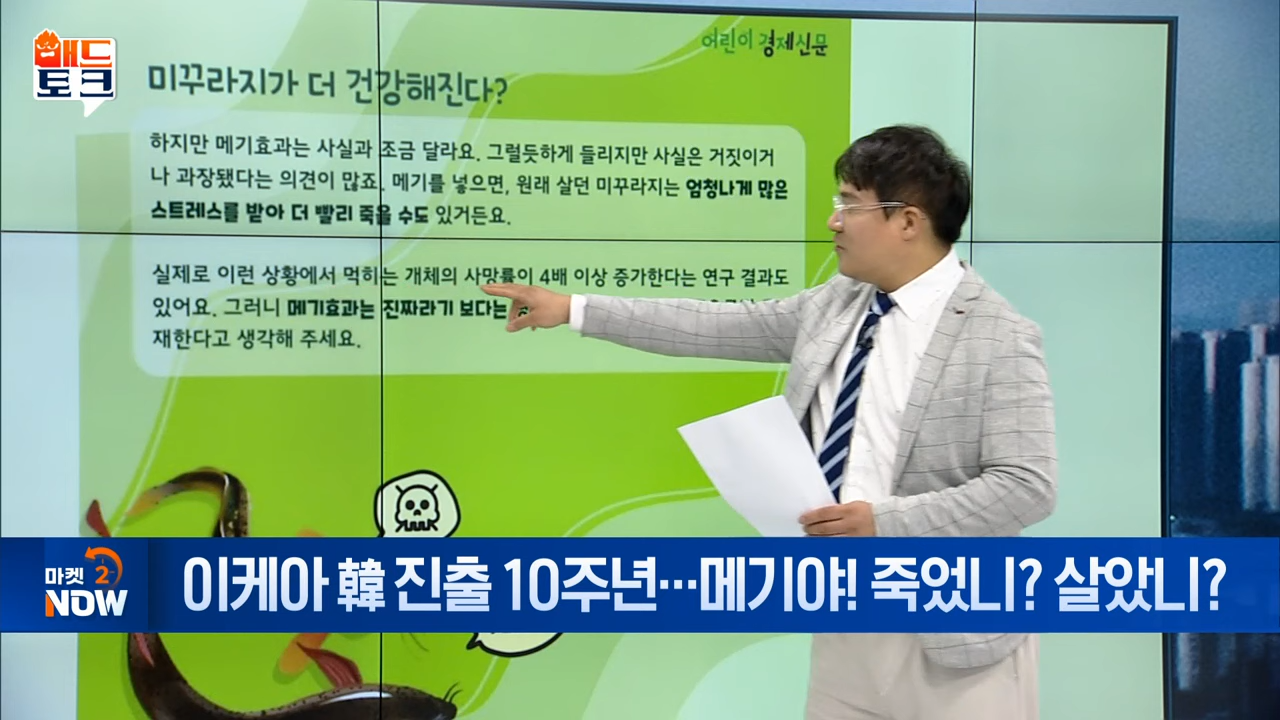 매드
토크
어린이 경제신문
미꾸라지가 더 건강해진다?
하지만 메기효과는 사실과 조금 달라요. 그럴듯하게 들리지만 사실은 거짓이거
나 과장됐다는 의견이 많죠. 메기를 넣으면, 원래 살던 미꾸라지는 엄청나게 많은
스트레스를 받아 더 빨리 죽을 수도 있거든요.
실제로 이런 상황에서 먹히는 개체의 사망률이 4배 이상 증가한다는 연구 결과도
있어요. 그러니 메기효과는 진짜라기 보다는
재한다고 생각해 주세요.
마켓 2
NOW
이케아 韓 진출 10주년…메기야! 죽었니? 살았니?